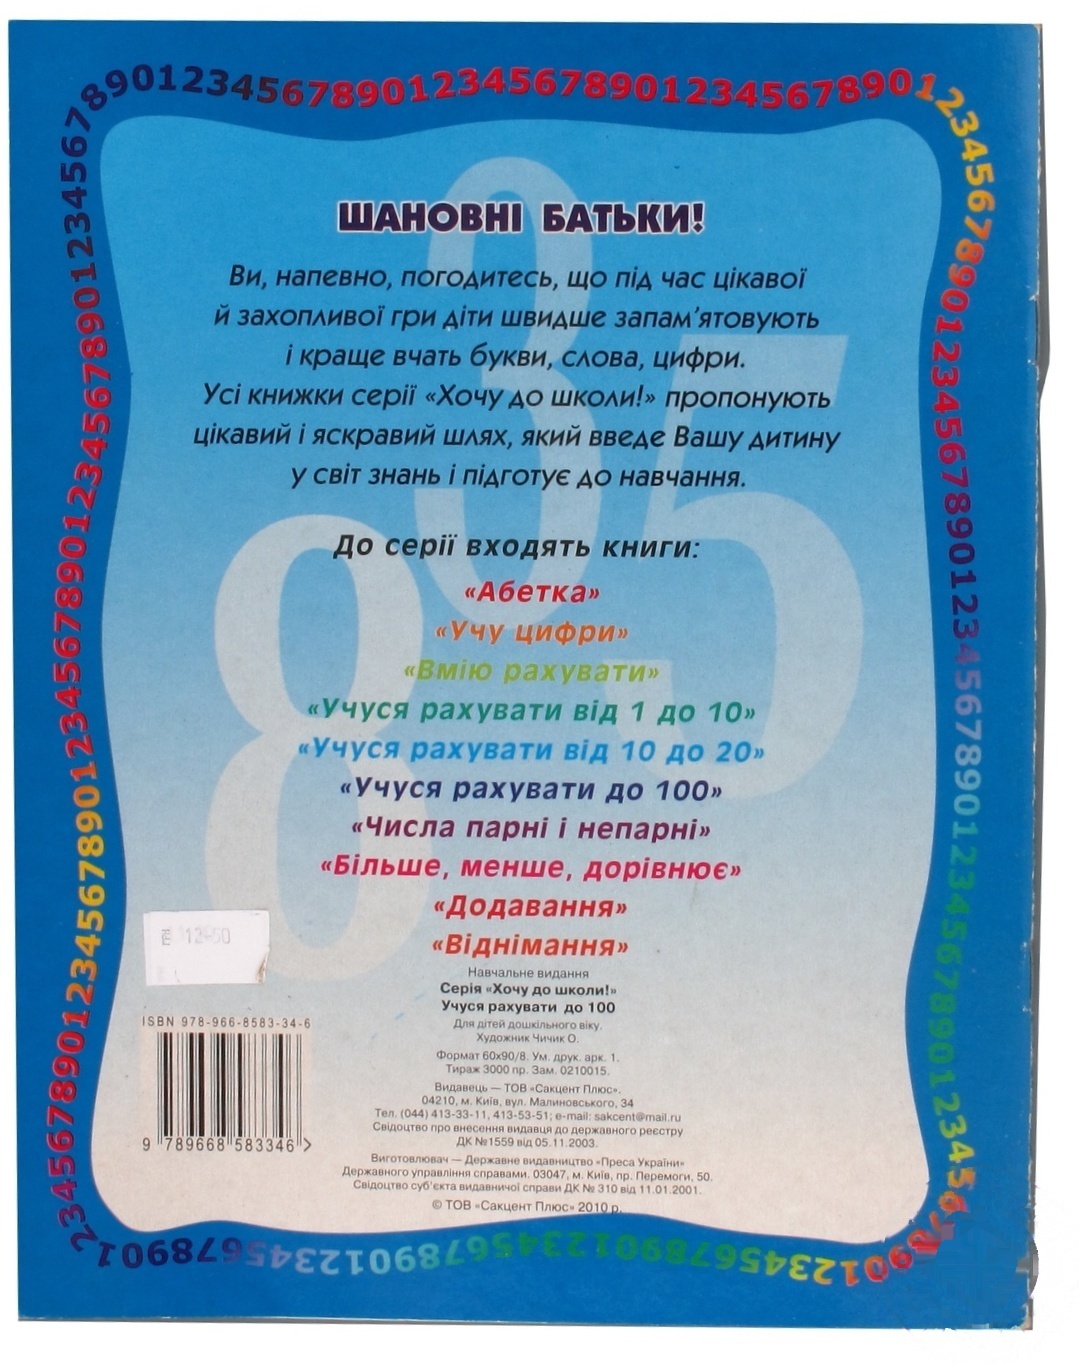 89012345678901234567890123456789012345678901
ШАНОВНІ БАТЬКИ!
Ви, напевно, погодитесь, що під час цікавої
й захопливої гри діти швидше запам'ятовують
і краще вчать букви, слова, цифри.
Усі книжки серії «Хочу до школи!» пропонують
цікавий і яскравий шлях, який введе Вашу дитину
у світ знань і підготує до навчання.
До серії входять книги:
«Абетка»
«Учу цифри»
«Вмію рахувати»
«Учуся рахувати від 1 до 10»
«Учуся рахувати від 10 до 20»
«Учуся рахувати до 100»
«Числа парні і непарні»
«Більше, менше, дорівнює»
«Додавання»
«Віднімання»
Навчальне видання
Серія «Хочу до школи!»
Учуся рахувати до 100
Для дітей дошкільного віку.
Художник Чичик О.
Формат 60х90/8. Ум. друк. арк. 1.
Тираж 3000 пр. Зам. 0210015.
Видавець — ТОВ «Сакцент Плюс».
04210, м. Київ, вул. Малиновського, 34
Тел. (044) 413-33-11, 413-53-51; e-mail: sakcent@mail.ru
Свідоцтво про внесення видавця до державного реєстру
ДК №1559 від 05.11.2003.
Виготовлювач — Державне видавництво «Преса України»
Державного управління справами. 03047, м. Київ, пр. Перемоги, 50.
Свідоцтво суб'єкта видавничої справи ДК № 310 від 11.01.2001.
© ТОВ «Сакцент Плюс» 2010 р.
ISBN 978-966-8583-34-6
9 789668 583346 >
3 5
8